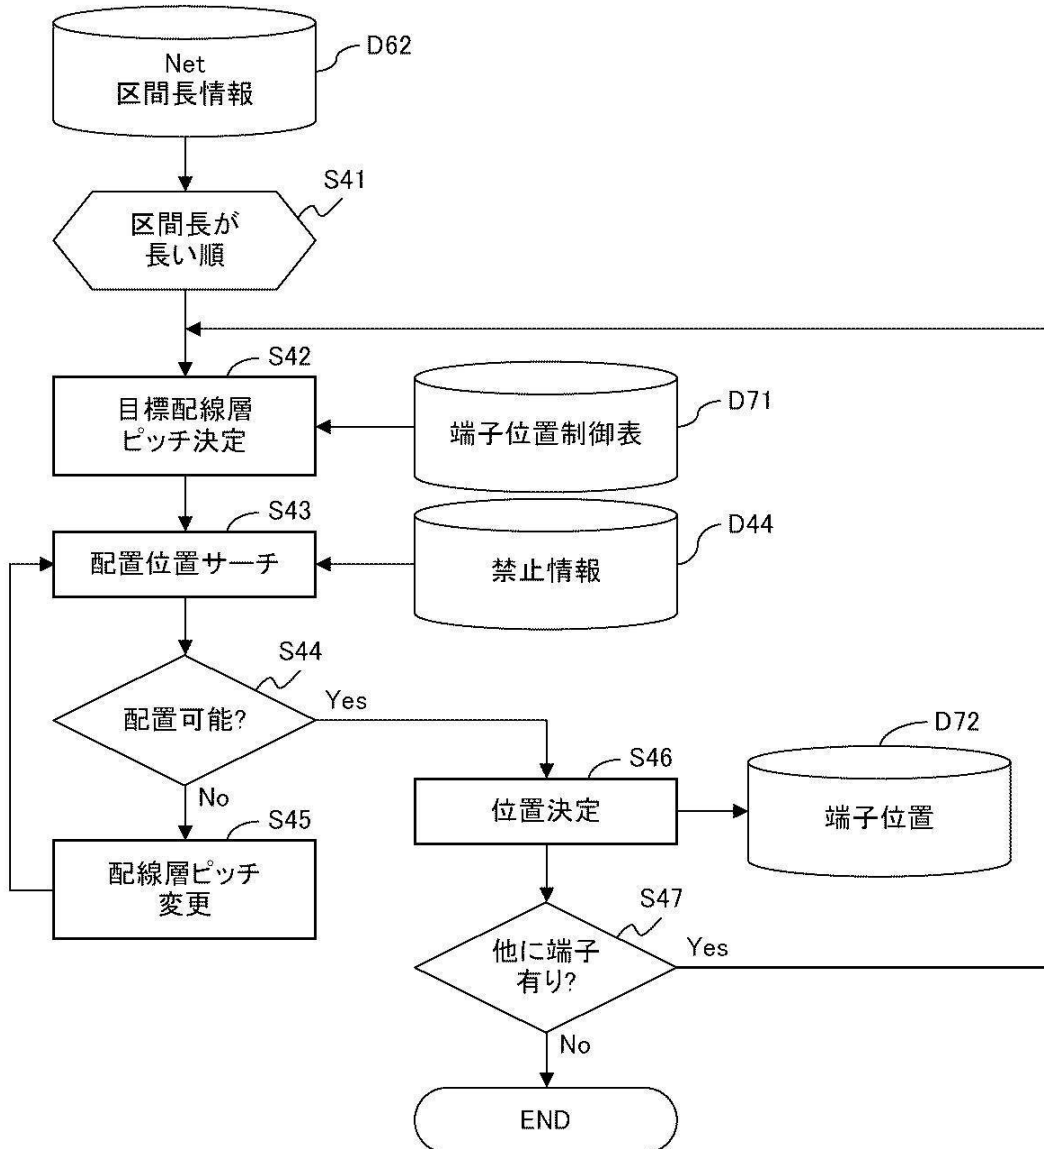 Net
区間長情報
D62
S41
区間長が
長い順
S42
目標配線層
ピッチ決定
D71
端子位置制御表
S43
配置位置サーチ
D44
禁止情報
S44
配置可能?
Yes
No
S45
配線層ピッチ
変更
S46
位置決定
D72
端子位置
S47
他に端子
有り?
Yes
No
END